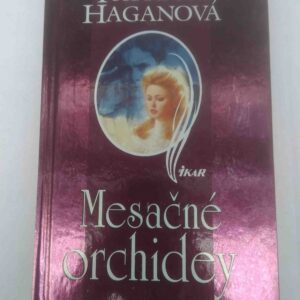 HAGANOVÁ
IKAR
Mesačné
orchidey